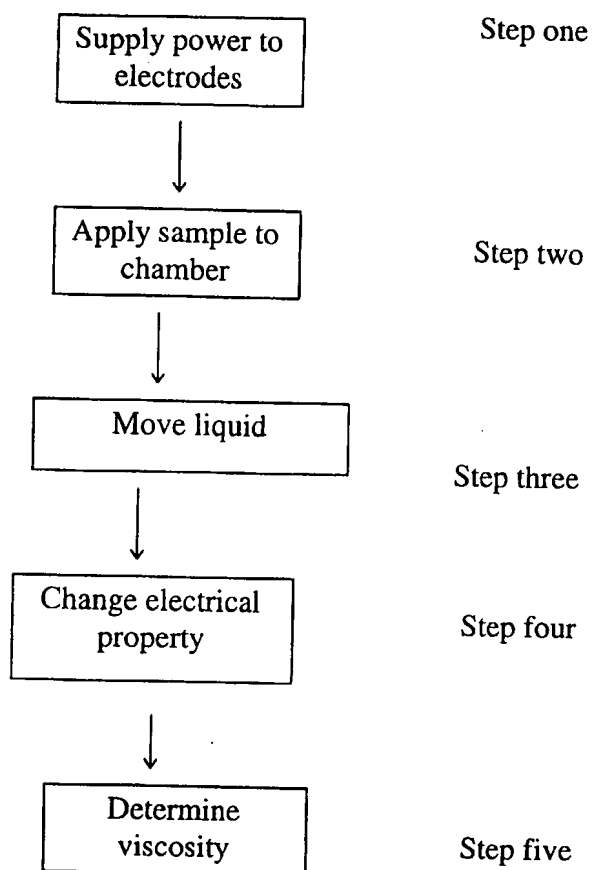 Supply power to
electrodes
Step one
Apply sample to
chamber
Step two
Move liquid
Step three
Change electrical
property
Step four
Determine
viscosity
Step five